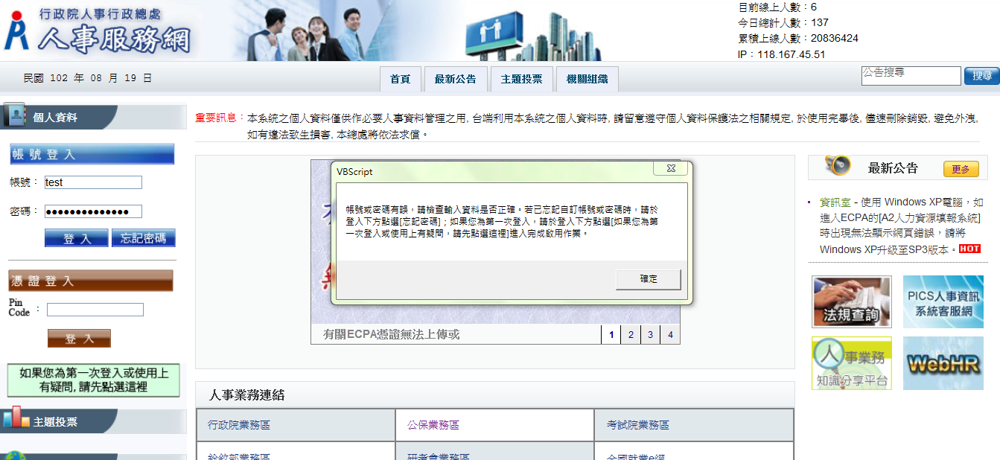 行政院人事行政總處
人事服務網
目前線上人數：6
今日總計人數：137
累積上線人數：20836424
IP：118.167.45.51
民國 102 年 08 月 19 日
首頁
最新公告
主題投票
機關組織
公告搜尋
搜尋
個人資料
帳號登入
帳號：
test
密碼：
●●●●●●●●●●●●●●
登 入
忘記密碼
憑證登入
Pin
Code ：
登 入
如果您為第一次登入或使用上
有疑問, 請先點選這裡
主題投票
重要訊息：本系統之個人資料僅供作必要人事資料管理之用, 台端利用本系統之個人資料時, 請留意遵守個人資料保護法之相關規定, 於使用完畢後, 儘速刪除銷毀, 避免外洩,
如有違法致生損害, 本總處將依法求償。
VBScript
帳號或密碼有誤，請檢查輸入資料是否正確。若已忘記自訂帳號或密碼時，請於
登入下方點選[忘記密碼]；如果您為第一次登入，請於登入下方點選[如果您為第
一次登入或使用上有疑問，請先點選這裡]進入完成啟用作業。
確定
有關ECPA憑證無法上傳或
1
2
3
4
人事業務連結
行政院業務區
公保業務區
考試院業務區
銓敘部業務區
研考會業務區
全國就業e網
最新公告
更多
資訊室 - 使用 Windows XP電腦，如
進入ECPA的[A2人力資源填報系統]
時出現無法顯示網頁錯誤，請將
Windows XP升級至SP3版本。HOT
法規查詢
PICS人事資訊
系統客服網
人事業務
知識分享平台
WebHR